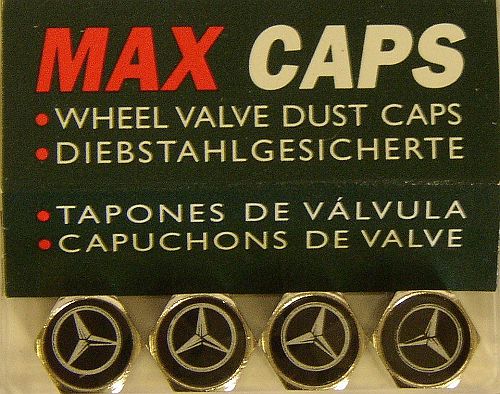 MAX CAPS
• WHEEL VALVE DUST CAPS
• DIEBSTAHLGESICHERTE
• TAPONES DE VÁLVULA
• CAPUCHONS DE VALVE